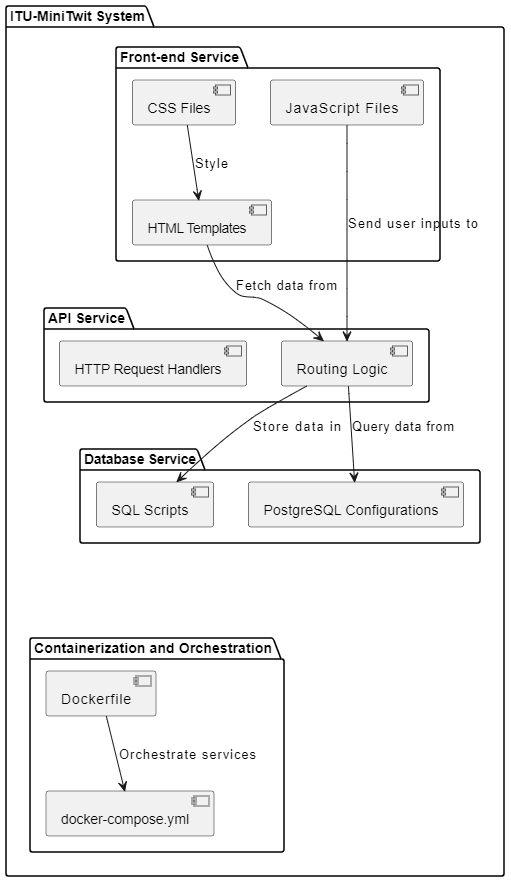 ITU-MiniTwit System
Front-end Service
CSS Files
JavaScript Files
Style
HTML Templates
Send user inputs to
Fetch data from
API Service
HTTP Request Handlers
Routing Logic
Store data in
Query data from
Database Service
SQL Scripts
PostgreSQL Configurations
Containerization and Orchestration
Dockerfile
Orchestrate services
docker-compose.yml